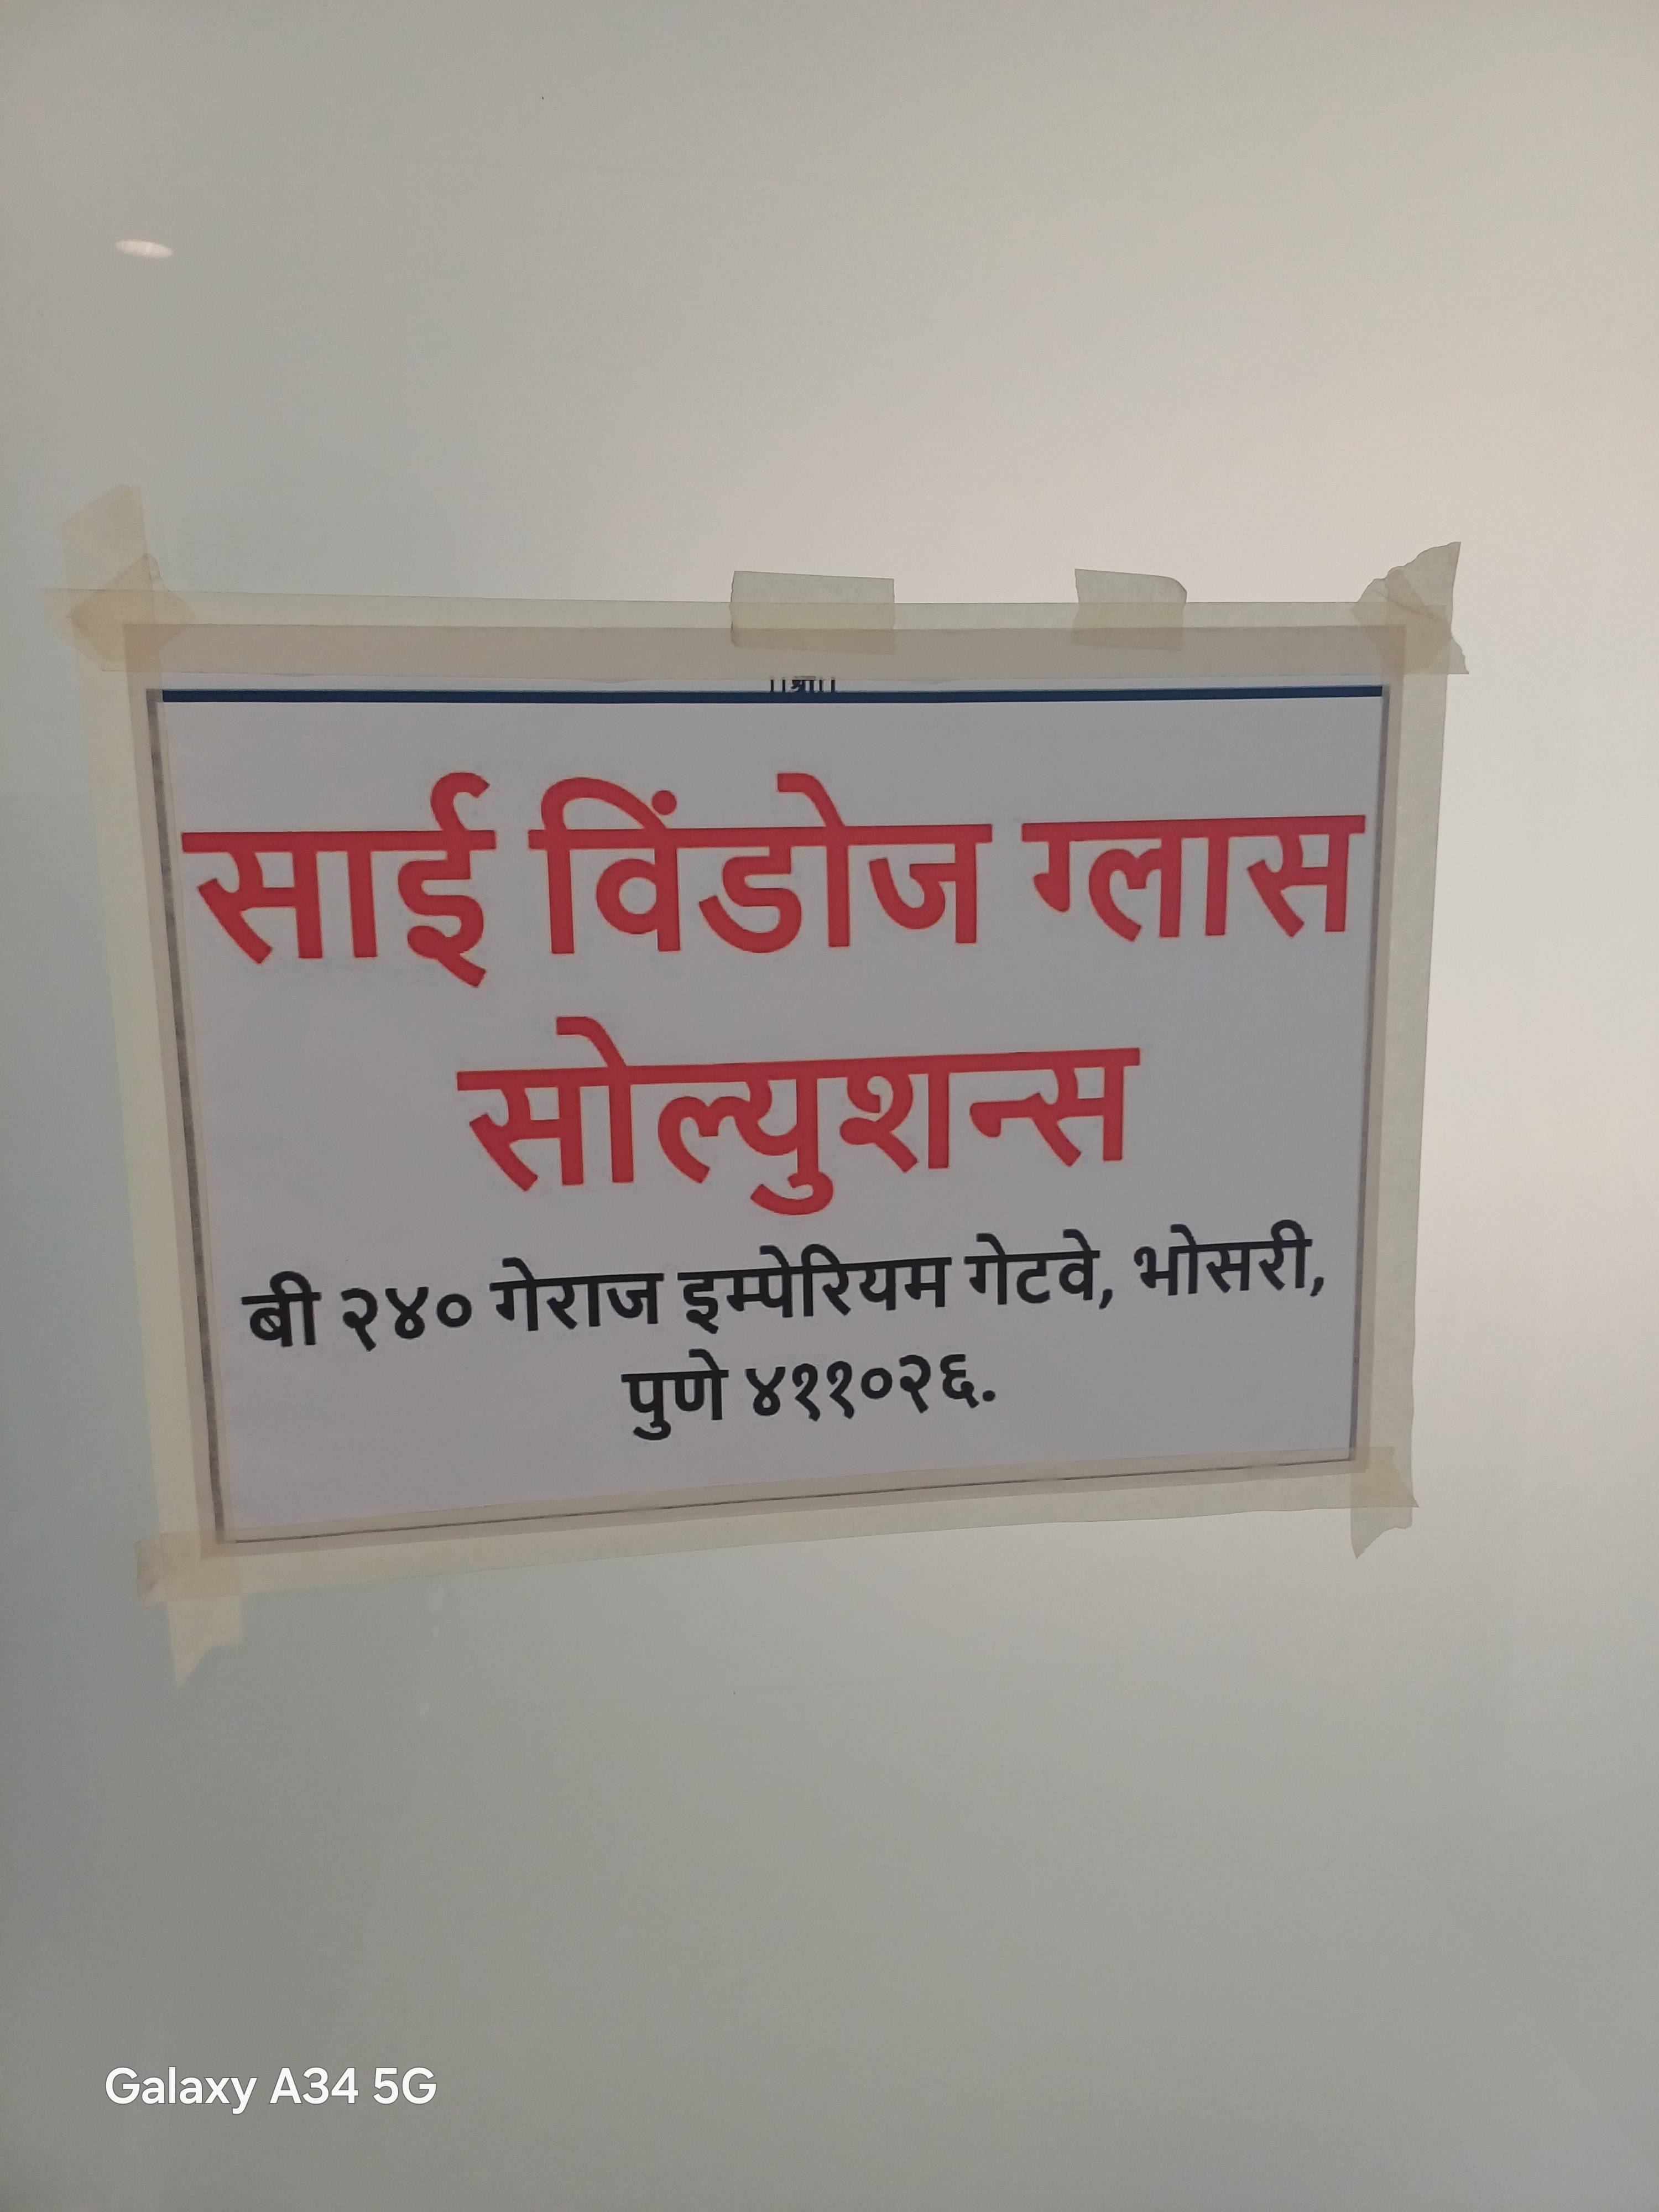 ॥श्री॥
साई विंडोज ग्लास
सोल्युशन्स
बी २४० गेराज इम्पेरियम गेटवे, भोसरी,
पुणे ४११०२६.
Galaxy A34 5G